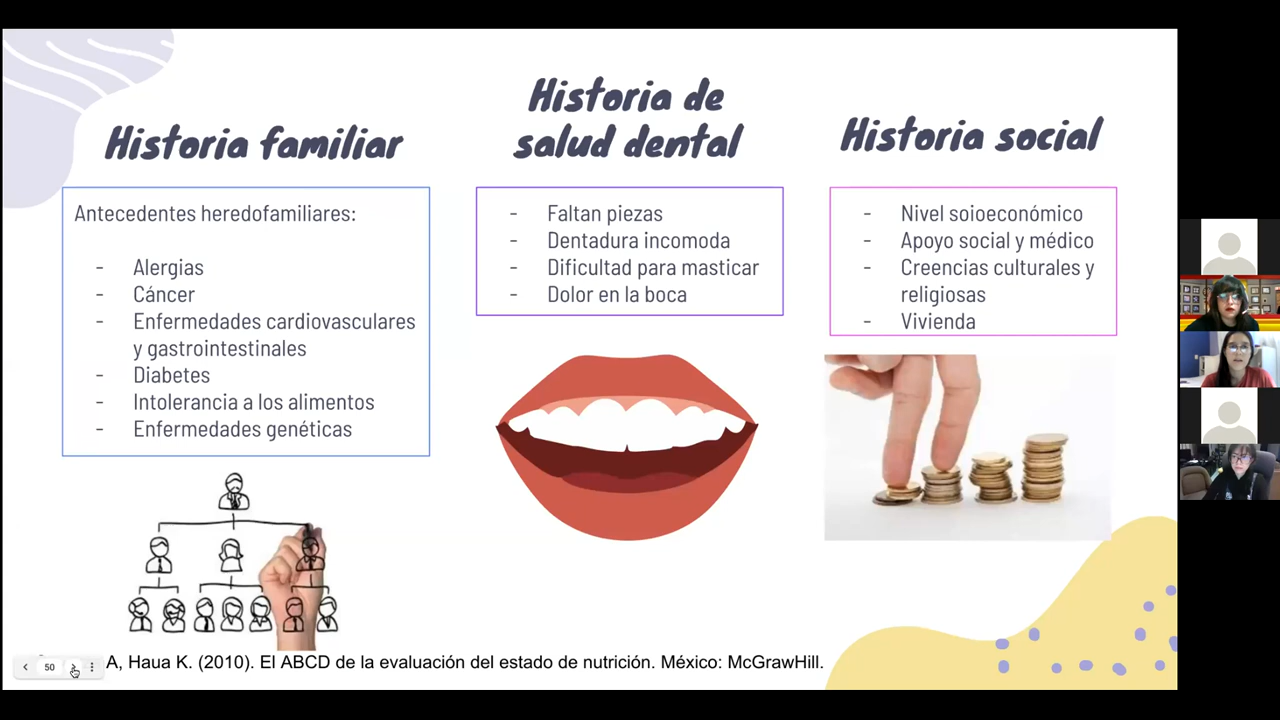 Historia familiar
Antecedentes heredofamiliares:
- Alergias
- Cáncer
- Enfermedades cardiovasculares
y gastrointestinales
- Diabetes
- Intolerancia a los alimentos
- Enfermedades genéticas
Historia de
salud dental
- Faltan piezas
- Dentadura incomoda
- Dificultad para masticar
- Dolor en la boca
Historia social
- Nivel soioeconómico
- Apoyo social y médico
- Creencias culturales y
religiosas
- Vivienda
A, Haua K. (2010). El ABCD de la evaluación del estado de nutrición. México: McGrawHill.
50